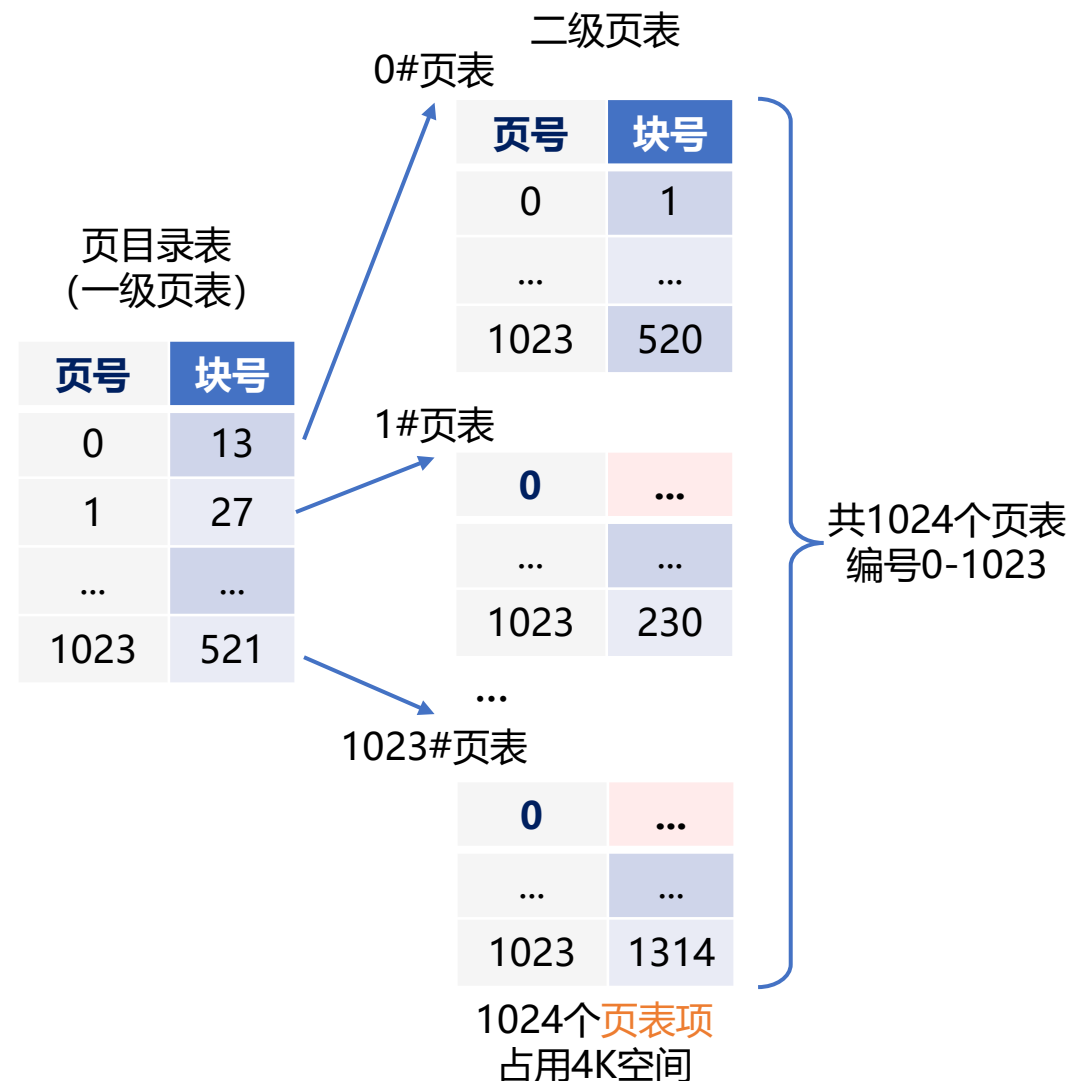 二级页表
0#页表
页号 块号
0 1
... ...
1023 520
页目录表
(一级页表)
页号 块号
0 13
1 27
... ...
1023 521
1#页表
0 ...
... ...
1023 230
...
1023#页表
0 ...
... ...
1023 1314
1024个页表项
占用4K空间
共1024个页表
编号0-1023